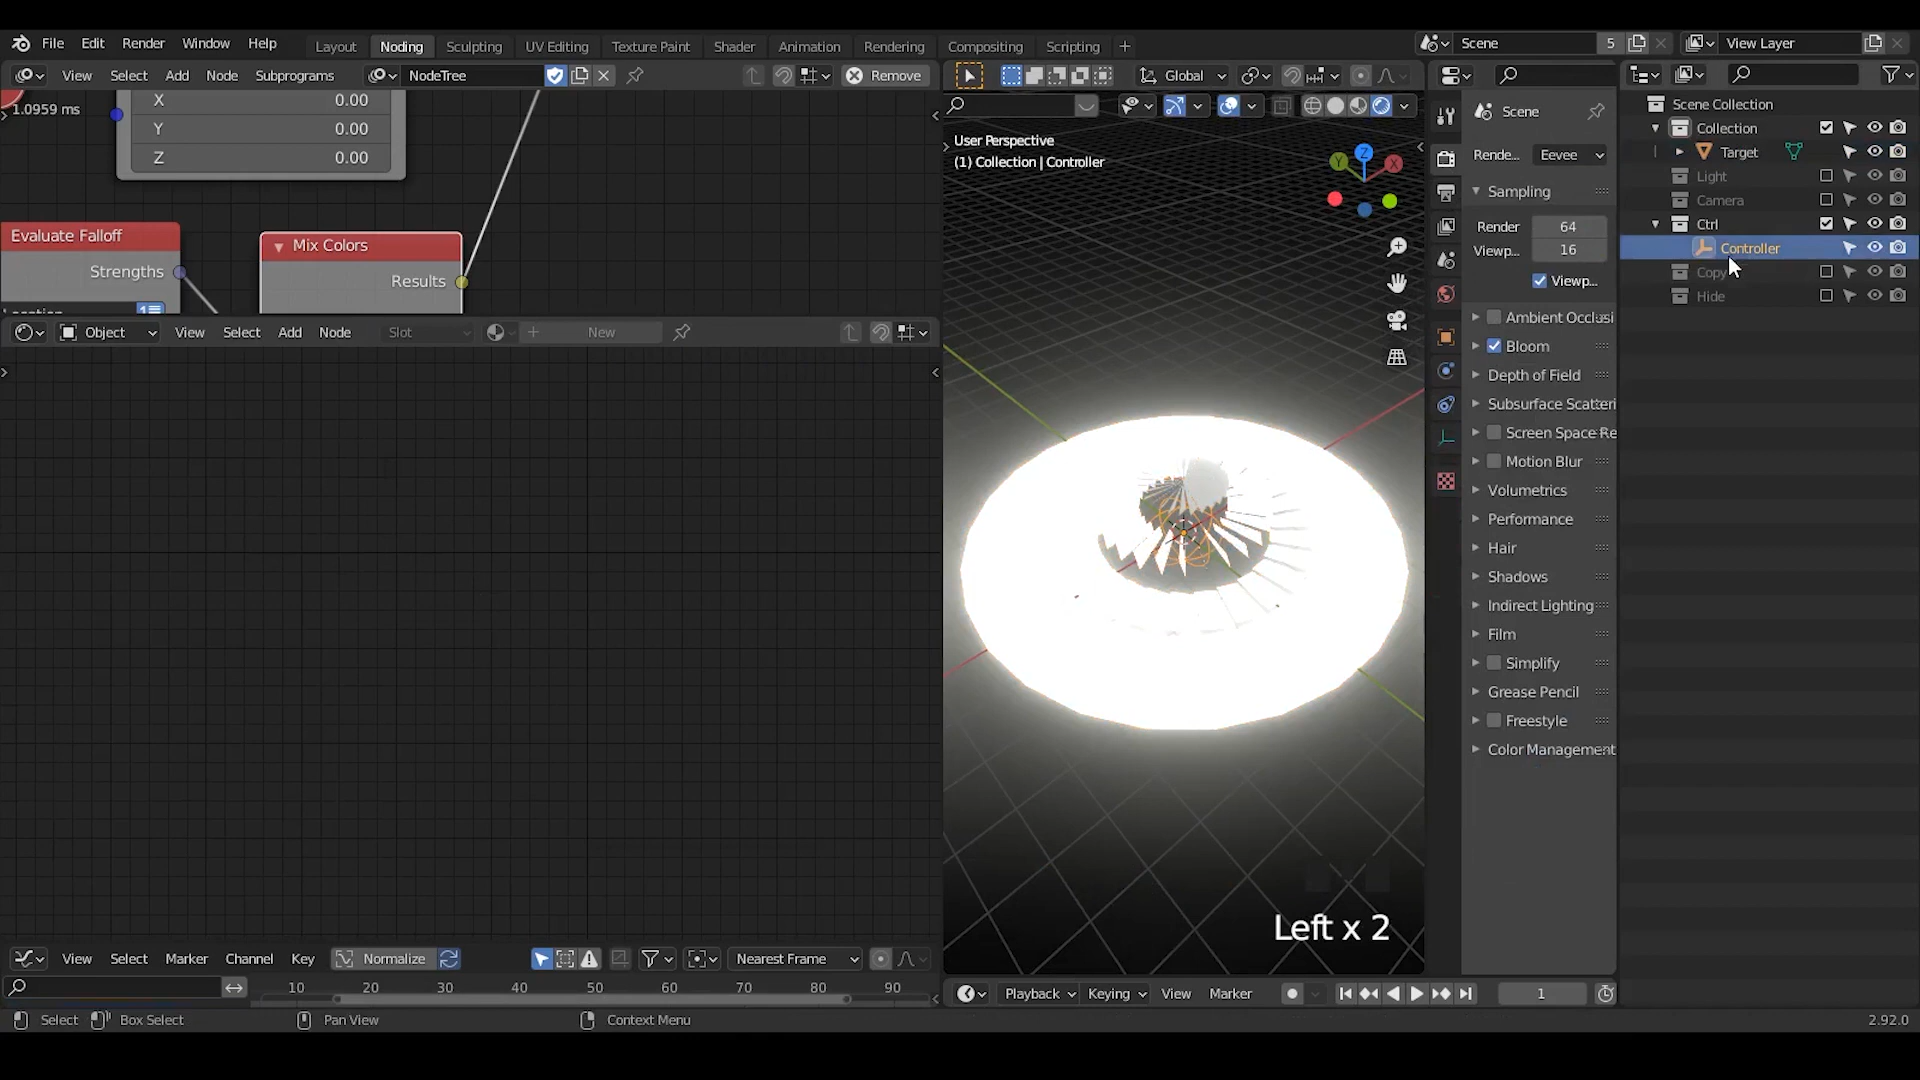 File Edit Render Window Help Layout Noding Sculpting UV Editing Texture Paint Shader Animation Rendering Compositing Scripting + Scene 5 View Layer
View Select Add Node Subprograms NodeTree Remove Global
1.0959 ms
X 0.00
Y 0.00
Z 0.00
Evaluate Falloff
Strengths
Mix Colors
Results
Object View Select Add Node Slot New
User Perspective
(1) Collection | Controller
Z
Y
X
Scene
Rende... Eevee
Sampling
Render 64
Viewp... 16
Viewp...
Ambient Occlusi
Bloom
Depth of Field
Subsurface Scatteri
Screen Space Re
Motion Blur
Volumetrics
Performance
Hair
Shadows
Indirect Lighting
Film
Simplify
Grease Pencil
Freestyle
Color Management
Scene Collection
Collection
Target
Light
Camera
Ctrl
Controller
Copy
Hide
Left x 2
View Select Marker Channel Key Normalize Nearest Frame
10 20 30 40 50 60 70 80 90
Playback Keying View Marker 1
Select Box Select Pan View Context Menu 2.92.0